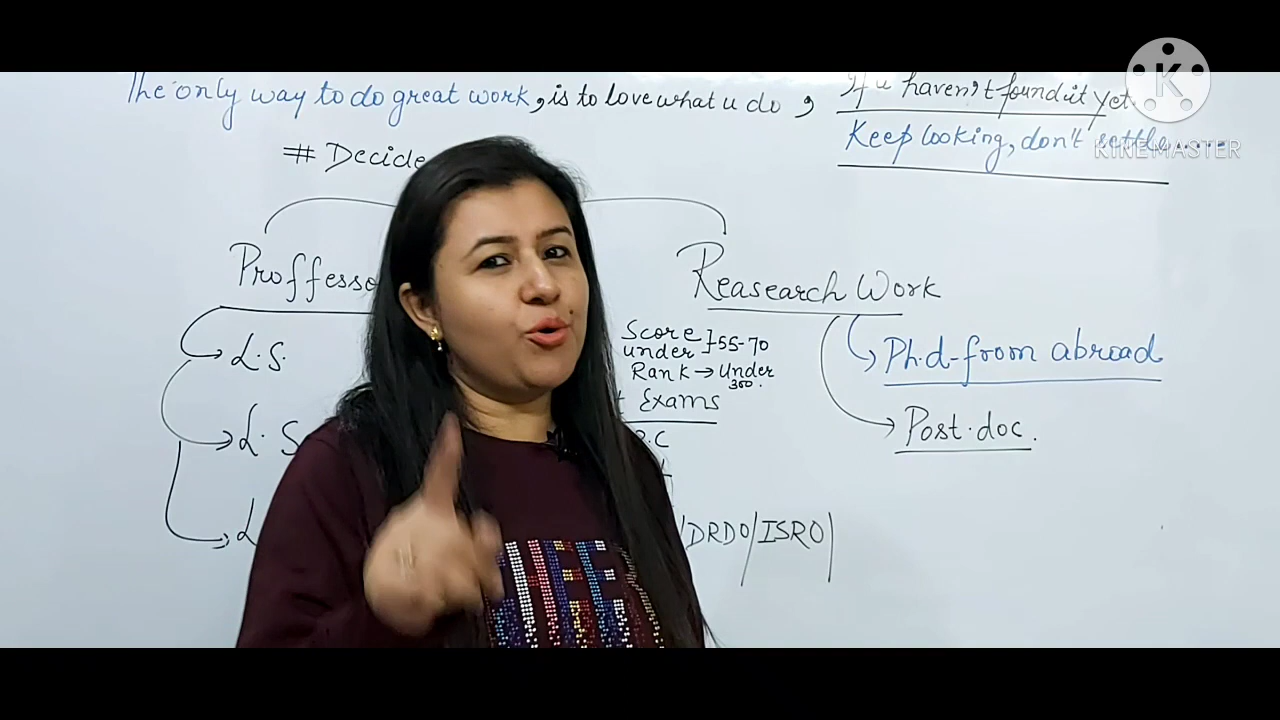 The only way to do great work, is to love what u do, If u haven't found it yet.
Keep looking, don't settle.....
KINEMASTER
# Decide
Proffesso
Reasearch Work
L.S.
Score under } 55-70
Rank → Under 300.
Ph.d-from abroad
Exams
L.S
Post.doc.
L
DRDO/ISRO/